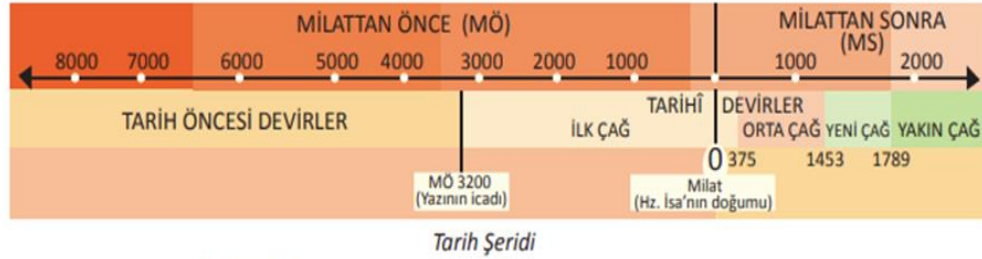 MİLATTAN ÖNCE (MÖ)
MİLATTAN SONRA
(MS)
8000 7000 6000 5000 4000 3000 2000 1000 1000 2000
TARİH ÖNCESİ DEVİRLER
TARİHÎ DEVİRLER
İLK ÇAĞ
ORTA ÇAĞ
YENİ ÇAĞ
YAKIN ÇAĞ
0 375 1453 1789
MÖ 3200
(Yazının icadı)
Milat
(Hz. İsa'nın doğumu)
Tarih Şeridi